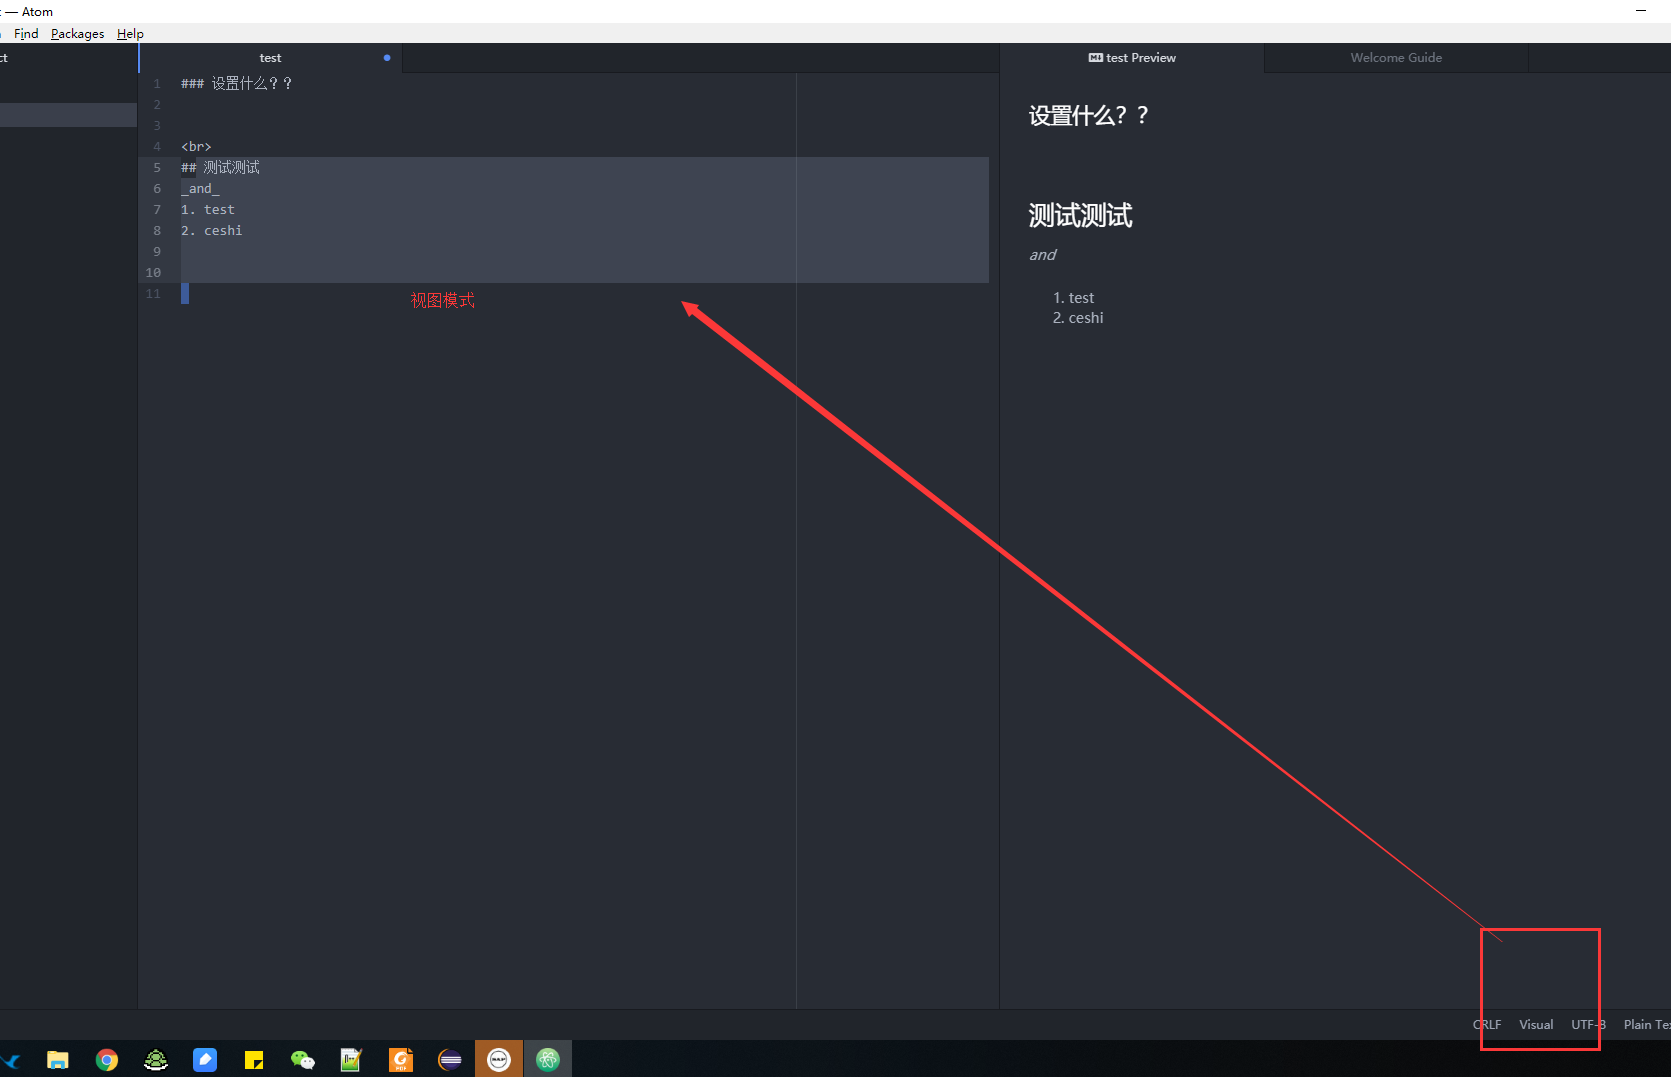 — Atom
Find Packages Help
ct
test
test Preview
Welcome Guide
1 ### 设置什么？？
2
3
4 <br>
5 ## 测试测试
6 _and_
7 1. test
8 2. ceshi
9
10
11
视图模式
设置什么？？
测试测试
and
1. test
2. ceshi
CRLF Visual UTF-8 Plain Tex